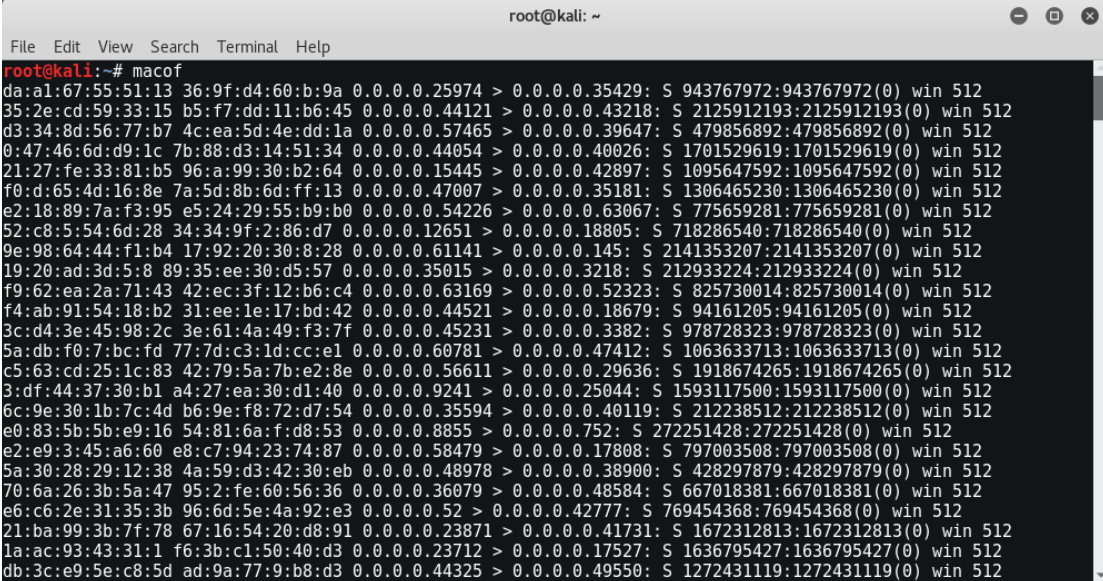 root@kali: ~
File Edit View Search Terminal Help
root@kali:~# macof
da:a1:67:55:51:13 36:9f:d4:60:b:9a 0.0.0.0.25974 > 0.0.0.0.35429: S 943767972:943767972(0) win 512
35:2e:cd:59:33:15 b5:f7:dd:11:b6:45 0.0.0.0.44121 > 0.0.0.0.43218: S 2125912193:2125912193(0) win 512
d3:34:8d:56:77:b7 4c:ea:5d:4e:dd:1a 0.0.0.0.57465 > 0.0.0.0.39647: S 479856892:479856892(0) win 512
0:47:46:6d:d9:1c 7b:88:d3:14:51:34 0.0.0.0.44054 > 0.0.0.0.40026: S 1701529619:1701529619(0) win 512
21:27:fe:33:81:b5 96:a:99:30:b2:64 0.0.0.0.15445 > 0.0.0.0.42897: S 1095647592:1095647592(0) win 512
f0:d:65:4d:16:8e 7a:5d:8b:6d:ff:13 0.0.0.0.47007 > 0.0.0.0.35181: S 1306465230:1306465230(0) win 512
e2:18:89:7a:f3:95 e5:24:29:55:b9:b0 0.0.0.0.54226 > 0.0.0.0.63067: S 775659281:775659281(0) win 512
52:c8:5:54:6d:28 34:34:9f:2:86:d7 0.0.0.0.12651 > 0.0.0.0.18805: S 718286540:718286540(0) win 512
9e:98:64:44:f1:b4 17:92:20:30:8:28 0.0.0.0.61141 > 0.0.0.0.145: S 2141353207:2141353207(0) win 512
19:20:ad:3d:5:8 89:35:ee:30:d5:57 0.0.0.0.35015 > 0.0.0.0.3218: S 212933224:212933224(0) win 512
f9:62:ea:2a:71:43 42:ec:3f:12:b6:c4 0.0.0.0.63169 > 0.0.0.0.52323: S 825730014:825730014(0) win 512
f4:ab:91:54:18:b2 31:ee:1e:17:bd:42 0.0.0.0.44521 > 0.0.0.0.18679: S 94161205:94161205(0) win 512
3c:d4:3e:45:98:2c 3e:61:4a:49:f3:7f 0.0.0.0.45231 > 0.0.0.0.3382: S 978728323:978728323(0) win 512
5a:db:f0:7:bc:fd 77:7d:c3:1d:cc:e1 0.0.0.0.60781 > 0.0.0.0.47412: S 1063633713:1063633713(0) win 512
c5:63:cd:25:1c:83 42:79:5a:7b:e2:8e 0.0.0.0.56611 > 0.0.0.0.29636: S 1918674265:1918674265(0) win 512
3:df:44:37:30:b1 a4:27:ea:30:d1:40 0.0.0.0.9241 > 0.0.0.0.25044: S 1593117500:1593117500(0) win 512
6c:9e:30:1b:7c:4d b6:9e:f8:72:d7:54 0.0.0.0.35594 > 0.0.0.0.40119: S 212238512:212238512(0) win 512
e0:83:5b:5b:e9:16 54:81:6a:f:d8:53 0.0.0.0.8855 > 0.0.0.0.752: S 272251428:272251428(0) win 512
e2:e9:3:45:a6:60 e8:c7:94:23:74:87 0.0.0.0.58479 > 0.0.0.0.17808: S 797003508:797003508(0) win 512
5a:30:28:29:12:38 4a:59:d3:42:30:eb 0.0.0.0.48978 > 0.0.0.0.38900: S 428297879:428297879(0) win 512
70:6a:26:3b:5a:47 95:2:fe:60:56:36 0.0.0.0.36079 > 0.0.0.0.48584: S 667018381:667018381(0) win 512
e6:c6:2e:31:35:3b 96:6d:5e:4a:92:e3 0.0.0.0.52 > 0.0.0.0.42777: S 769454368:769454368(0) win 512
21:ba:99:3b:7f:78 67:16:54:20:d8:91 0.0.0.0.23871 > 0.0.0.0.41731: S 1672312813:1672312813(0) win 512
1a:ac:93:43:31:1 f6:3b:c1:50:40:d3 0.0.0.0.23712 > 0.0.0.0.17527: S 1636795427:1636795427(0) win 512
db:3c:e9:5e:c8:5d ad:9a:77:9:b8:d3 0.0.0.0.44325 > 0.0.0.0.49550: S 1272431119:1272431119(0) win 512